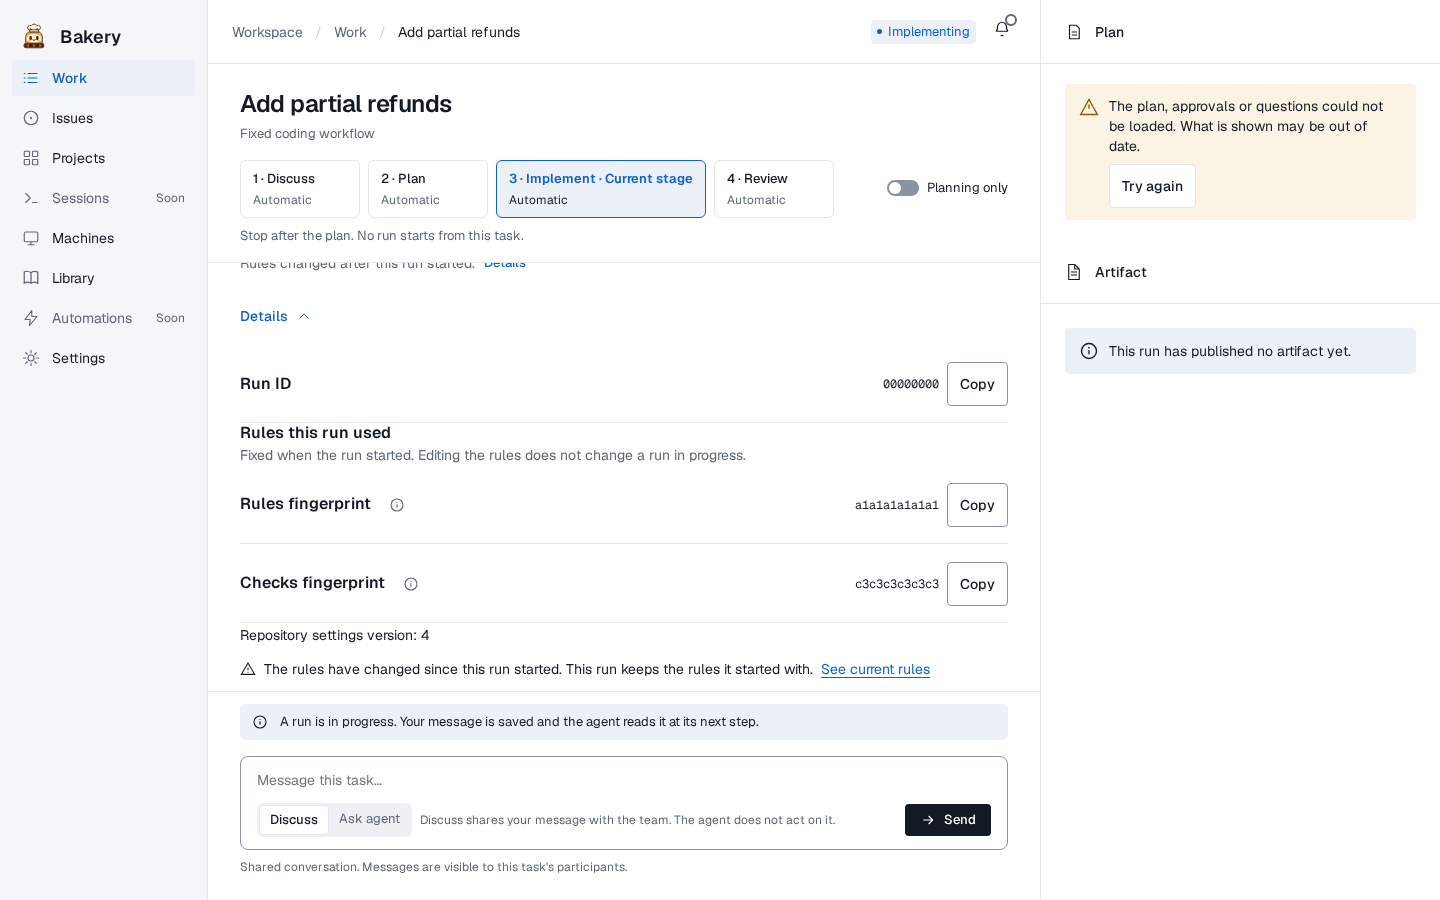 Bakery
Work
Issues
Projects
Sessions Soon
Machines
Library
Automations Soon
Settings
Workspace / Work / Add partial refunds
Implementing
Add partial refunds
Fixed coding workflow
1 · Discuss
Automatic
2 · Plan
Automatic
3 · Implement · Current stage
Automatic
4 · Review
Automatic
Planning only
Stop after the plan. No run starts from this task.
Rules changed after this run started. Details
Details
Run ID
00000000
Copy
Rules this run used
Fixed when the run started. Editing the rules does not change a run in progress.
Rules fingerprint
a1a1a1a1a1a1
Copy
Checks fingerprint
c3c3c3c3c3c3
Copy
Repository settings version: 4
The rules have changed since this run started. This run keeps the rules it started with. See current rules
A run is in progress. Your message is saved and the agent reads it at its next step.
Message this task...
Discuss
Ask agent
Discuss shares your message with the team. The agent does not act on it.
Send
Shared conversation. Messages are visible to this task's participants.
Plan
The plan, approvals or questions could not
be loaded. What is shown may be out of
date.
Try again
Artifact
This run has published no artifact yet.